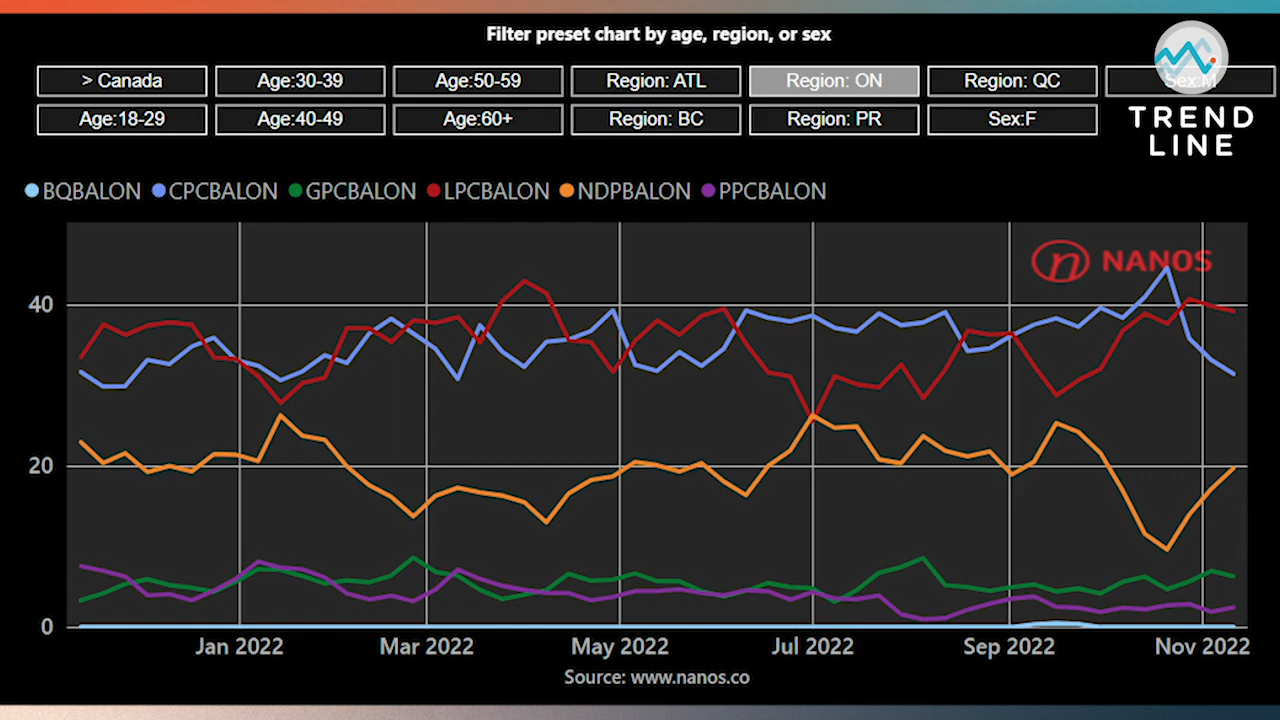 Filter preset chart by age, region, or sex
> Canada Age:30-39 Age:50-59 Region: ATL Region: ON Region: QC Sex:M
Age:18-29 Age:40-49 Age:60+ Region: BC Region: PR Sex:F
TREND
LINE
BQBALON CPCBALON GPCBALON LPCBALON NDPBALON PPCBALON
NANOS
40
20
0
Jan 2022 Mar 2022 May 2022 Jul 2022 Sep 2022 Nov 2022
Source: www.nanos.co